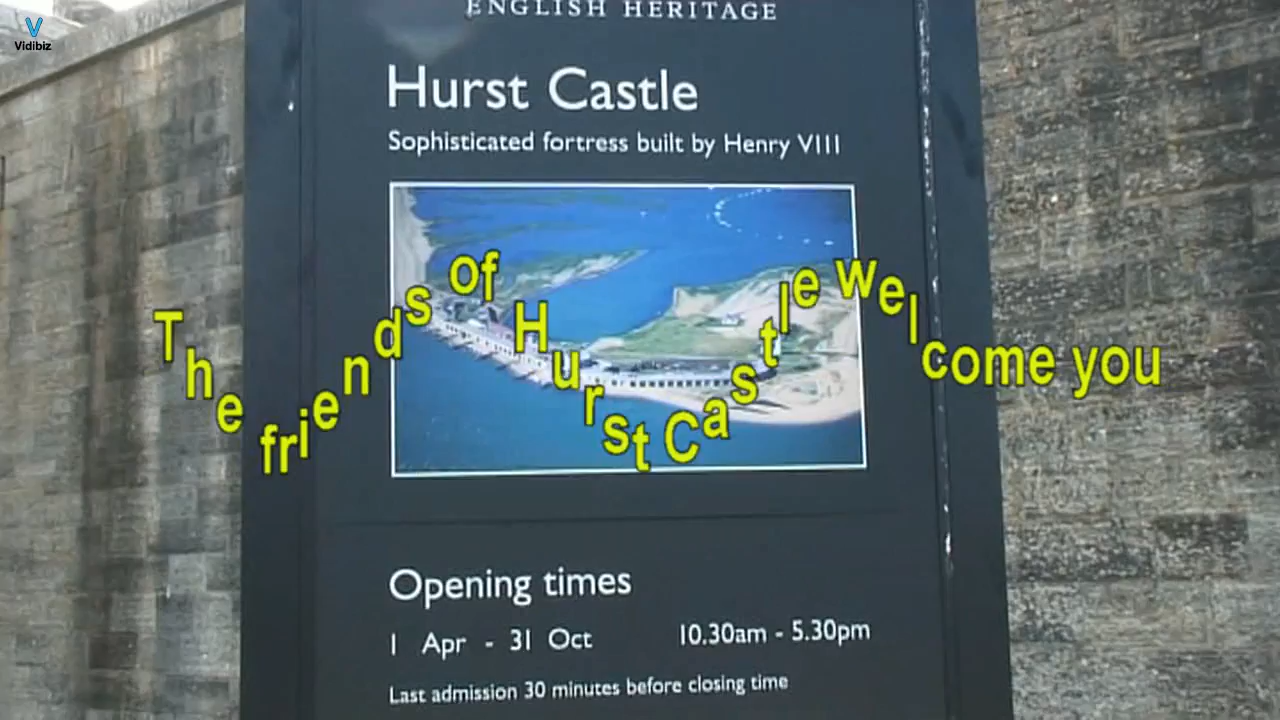 Vidibiz
ENGLISH HERITAGE
Hurst Castle
Sophisticated fortress built by Henry VIII
The friends of Hurst Castle welcome you
Opening times
1 Apr - 31 Oct 10.30am - 5.30pm
Last admission 30 minutes before closing time